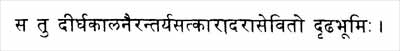 स तु दीर्घकालनैरन्तर्यसत्कारादरासेवितो दृढभूमिः ।